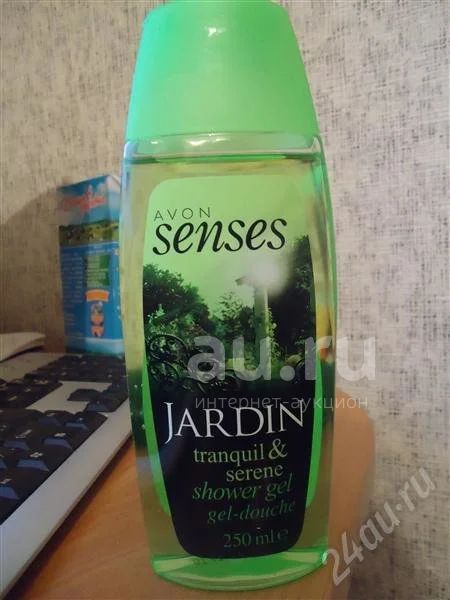 AVON
senses
au.ru
интернет-аукцион
JARDIN
tranquil &
serene
shower gel
gel-douche
250 ml e
24au.ru